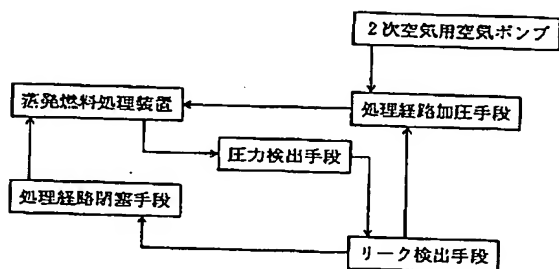 2次空気用空気ポンプ
蒸発燃料処理装置
処理経路加圧手段
圧力検出手段
処理経路閉塞手段
リーク検出手段